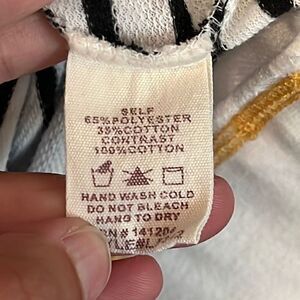 SELF
65%POLYESTER
35%COTTON
CONTRAST
100%COTTON
HAND WASH COLD
DO NOT BLEACH
HANG TO DRY